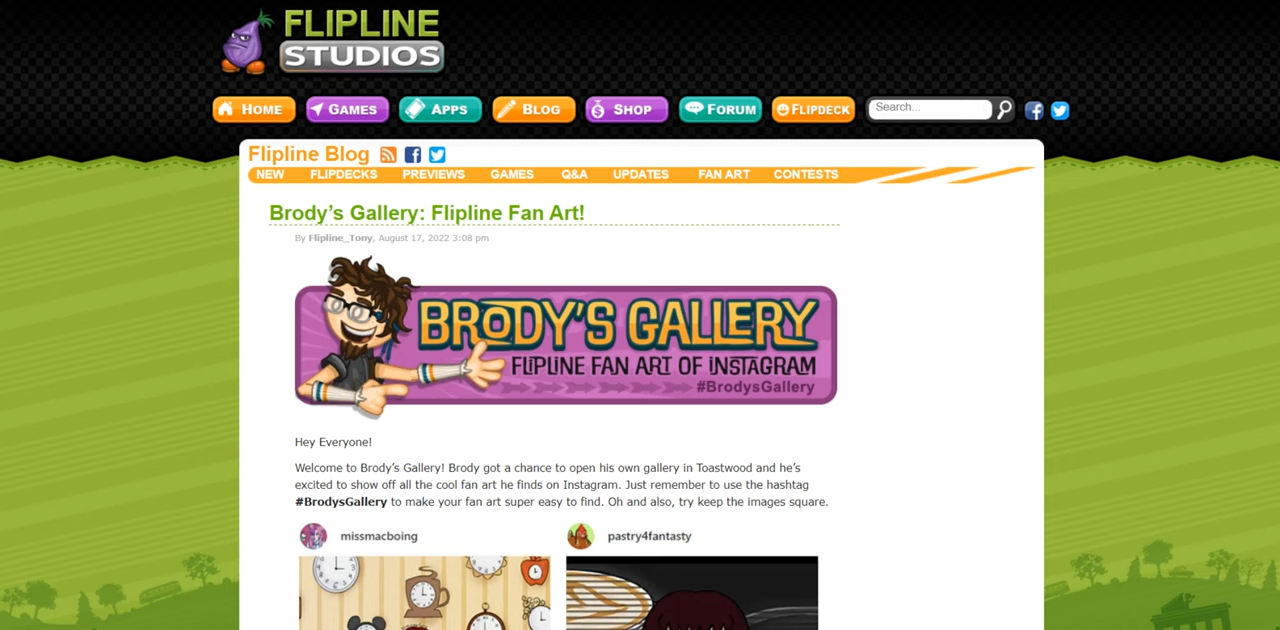 FLIPLINE
STUDIOS
HOME GAMES APPS BLOG SHOP FORUM FLIPDECK Search...
Flipline Blog
NEW FLIPDECKS PREVIEWS GAMES Q&A UPDATES FAN ART CONTESTS
Brody's Gallery: Flipline Fan Art!
By Flipline_Tony, August 17, 2022 3:08 pm
BRODY'S GALLERY
FLIPLINE FAN ART OF INSTAGRAM
#BrodysGallery
Hey Everyone!
Welcome to Brody's Gallery! Brody got a chance to open his own gallery in Toastwood and he's
excited to show off all the cool fan art he finds on Instagram. Just remember to use the hashtag
#BrodysGallery to make your fan art super easy to find. Oh and also, try keep the images square.
missmacboing pastry4fantasty